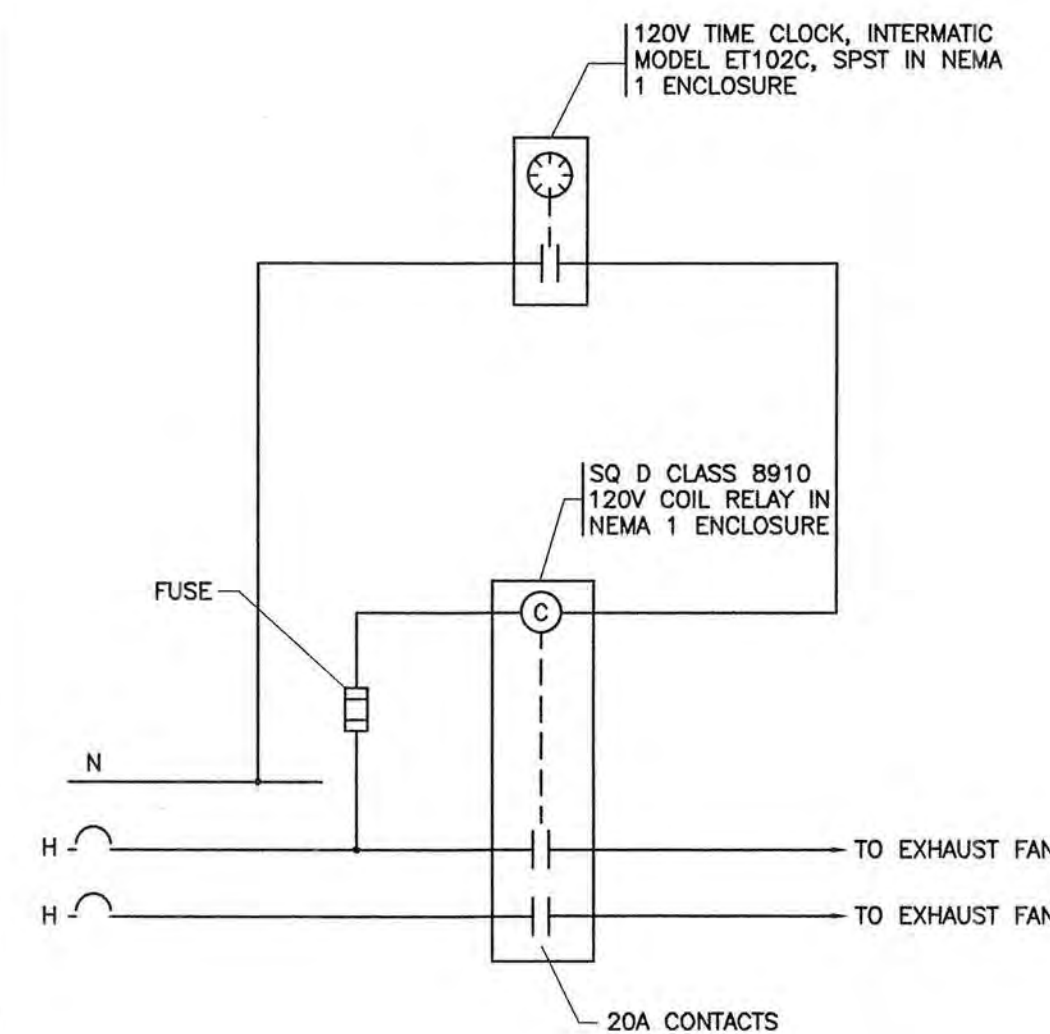 120V TIME CLOCK, INTERMATIC
MODEL ET102C, SPST IN NEMA
1 ENCLOSURE
SQ D CLASS 8910
120V COIL RELAY IN
NEMA 1 ENCLOSURE
FUSE
C
N
H
TO EXHAUST FAN
H
TO EXHAUST FAN
20A CONTACTS